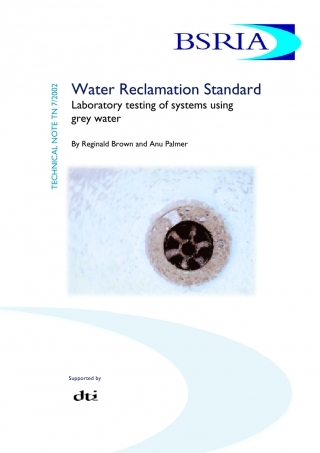 BSRIA
TECHNICAL NOTE TN 7/2002
Water Reclamation Standard
Laboratory testing of systems using
grey water
By Reginald Brown and Anu Palmer
Supported by
dti